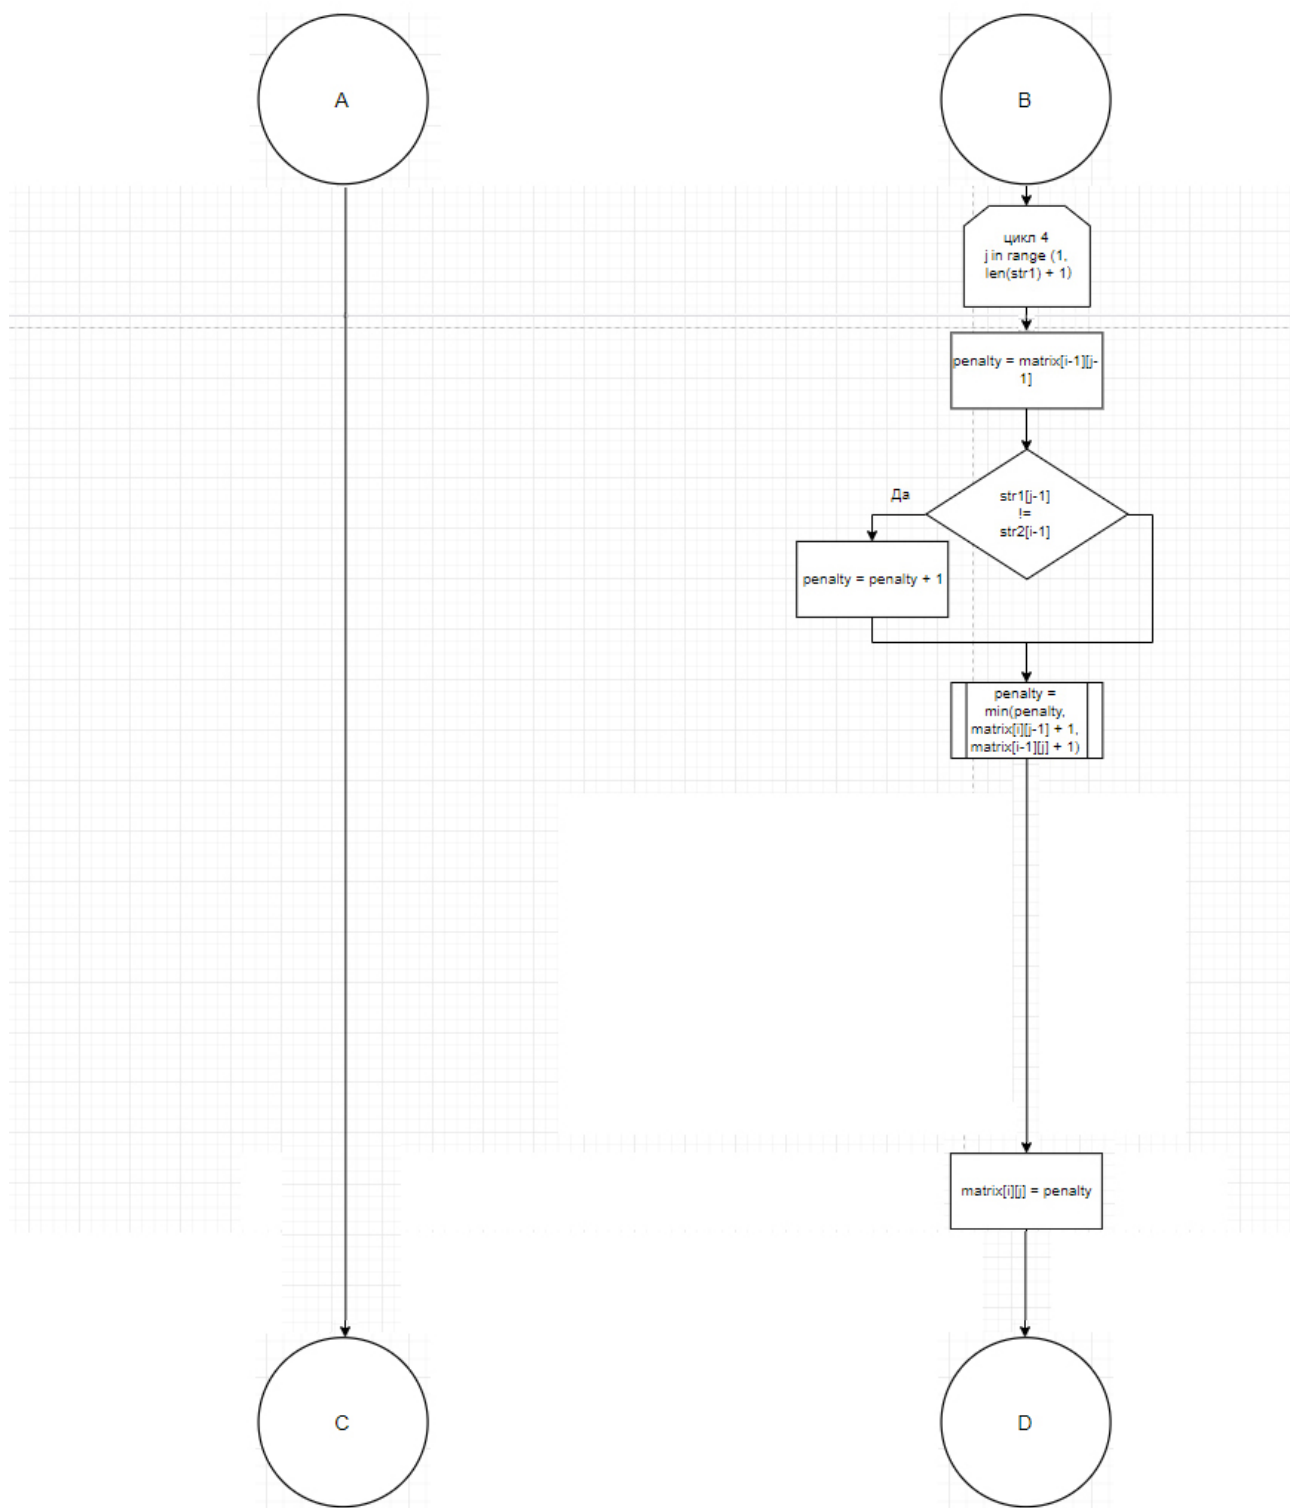 A
B
цикл 4
j in range (1,
len(str1) + 1)
penalty = matrix[i-1][j-
1]
Да
str1[j-1]
!=
str2[i-1]
penalty = penalty + 1
penalty =
min(penalty,
matrix[i][j-1] + 1,
matrix[i-1][j] + 1)
matrix[i][j] = penalty
C
D